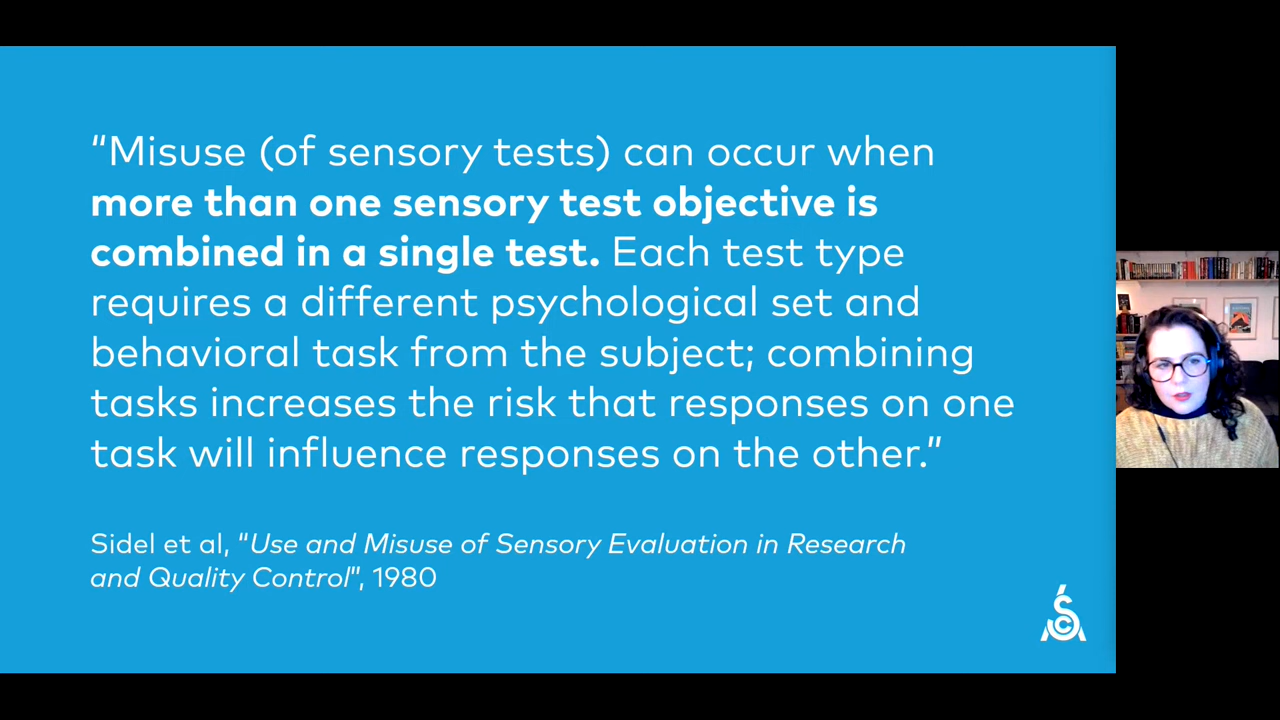 “Misuse (of sensory tests) can occur when
more than one sensory test objective is
combined in a single test. Each test type
requires a different psychological set and
behavioral task from the subject; combining
tasks increases the risk that responses on one
task will influence responses on the other.”
Sidel et al, “Use and Misuse of Sensory Evaluation in Research
and Quality Control”, 1980
SCA